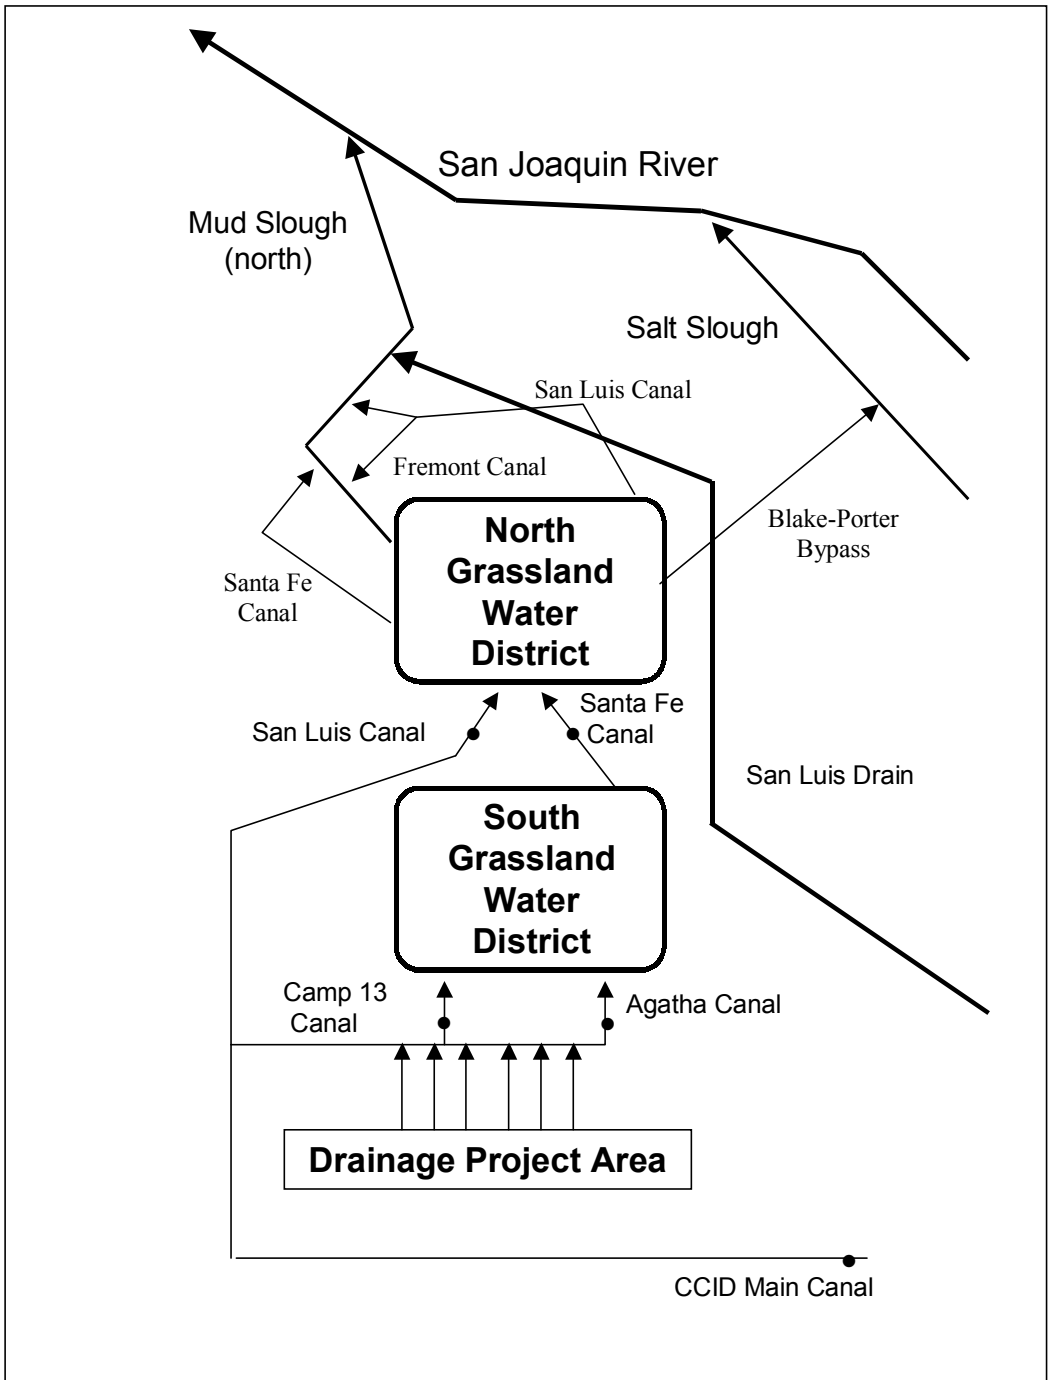 San Joaquin River
Mud Slough
(north)
Salt Slough
San Luis Canal
Fremont Canal
Blake-Porter
Bypass
North
Grassland
Water
District
Santa Fe
Canal
Santa Fe
Canal
San Luis Canal
San Luis Drain
South
Grassland
Water
District
Camp 13
Canal
Agatha Canal
Drainage Project Area
CCID Main Canal